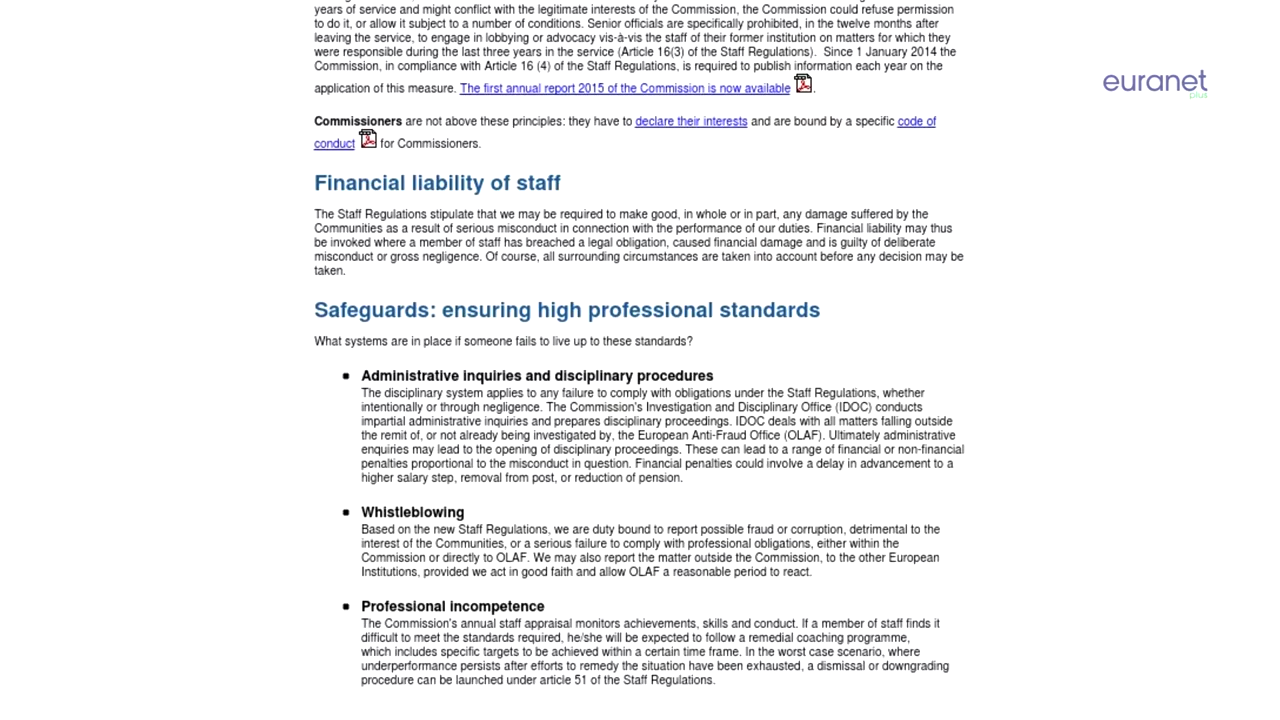 years of service and might conflict with the legitimate interests of the Commission, the Commission could refuse permission
to do it, or allow it subject to a number of conditions. Senior officials are specifically prohibited, in the twelve months after
leaving the service, to engage in lobbying or advocacy vis-à-vis the staff of their former institution on matters for which they
were responsible during the last three years in the service (Article 16(3) of the Staff Regulations).  Since 1 January 2014 the
Commission, in compliance with Article 16 (4) of the Staff Regulations, is required to publish information each year on the
application of this measure. The first annual report 2015 of the Commission is now available .
euranet
plus
Commissioners are not above these principles: they have to declare their interests and are bound by a specific code of
conduct for Commissioners.
Financial liability of staff
The Staff Regulations stipulate that we may be required to make good, in whole or in part, any damage suffered by the
Communities as a result of serious misconduct in connection with the performance of our duties. Financial liability may thus
be invoked where a member of staff has breached a legal obligation, caused financial damage and is guilty of deliberate
misconduct or gross negligence. Of course, all surrounding circumstances are taken into account before any decision may be
taken.
Safeguards: ensuring high professional standards
What systems are in place if someone fails to live up to these standards?
Administrative inquiries and disciplinary procedures
The disciplinary system applies to any failure to comply with obligations under the Staff Regulations, whether
intentionally or through negligence. The Commission's Investigation and Disciplinary Office (IDOC) conducts
impartial administrative inquiries and prepares disciplinary proceedings. IDOC deals with all matters falling outside
the remit of, or not already being investigated by, the European Anti-Fraud Office (OLAF). Ultimately administrative
enquiries may lead to the opening of disciplinary proceedings. These can lead to a range of financial or non-financial
penalties proportional to the misconduct in question. Financial penalties could involve a delay in advancement to a
higher salary step, removal from post, or reduction of pension.
Whistleblowing
Based on the new Staff Regulations, we are duty bound to report possible fraud or corruption, detrimental to the
interest of the Communities, or a serious failure to comply with professional obligations, either within the
Commission or directly to OLAF. We may also report the matter outside the Commission, to the other European
Institutions, provided we act in good faith and allow OLAF a reasonable period to react.
Professional incompetence
The Commission's annual staff appraisal monitors achievements, skills and conduct. If a member of staff finds it
difficult to meet the standards required, he/she will be expected to follow a remedial coaching programme,
which includes specific targets to be achieved within a certain time frame. In the worst case scenario, where
underperformance persists after efforts to remedy the situation have been exhausted, a dismissal or downgrading
procedure can be launched under article 51 of the Staff Regulations.